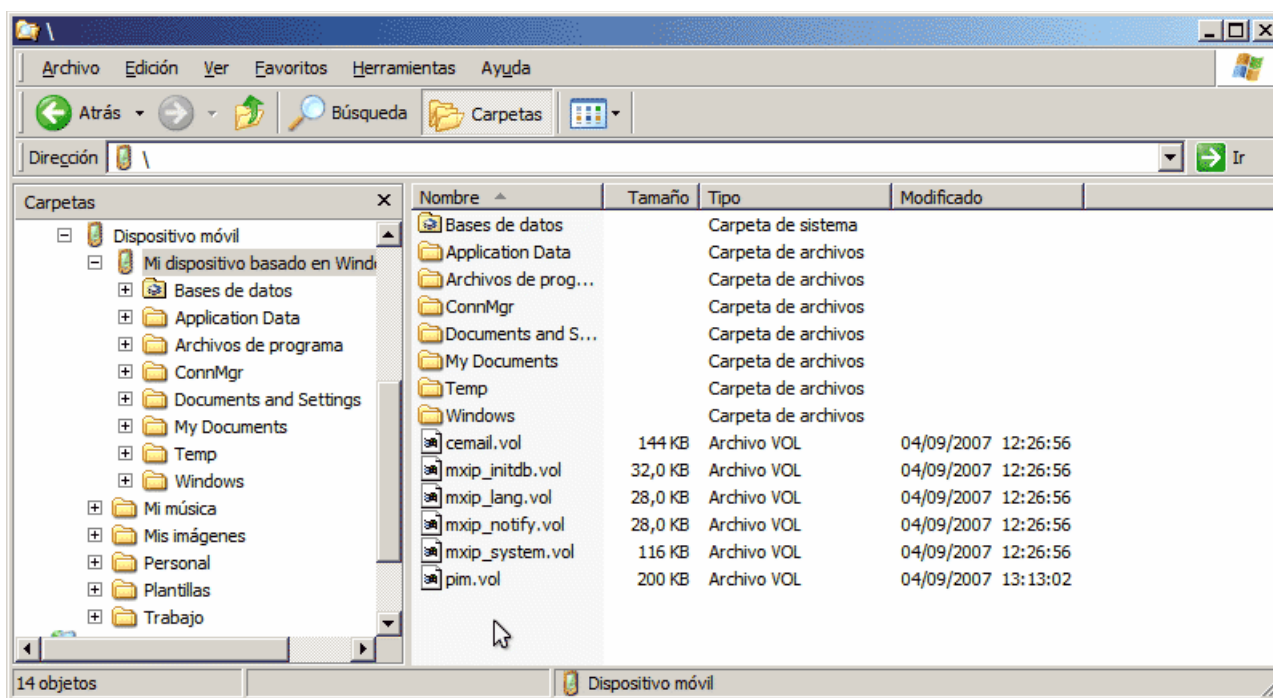 \
Archivo Edición Ver Favoritos Herramientas Ayuda
Atrás Búsqueda Carpetas
Dirección \ Ir
Carpetas
Dispositivo móvil
Mi dispositivo basado en Wind
Bases de datos
Application Data
Archivos de programa
ConnMgr
Documents and Settings
My Documents
Temp
Windows
Mi música
Mis imágenes
Personal
Plantillas
Trabajo
Nombre Tamaño Tipo Modificado
Bases de datos Carpeta de sistema
Application Data Carpeta de archivos
Archivos de prog... Carpeta de archivos
ConnMgr Carpeta de archivos
Documents and S... Carpeta de archivos
My Documents Carpeta de archivos
Temp Carpeta de archivos
Windows Carpeta de archivos
cemail.vol 144 KB Archivo VOL 04/09/2007 12:26:56
mxip_initdb.vol 32,0 KB Archivo VOL 04/09/2007 12:26:56
mxip_lang.vol 28,0 KB Archivo VOL 04/09/2007 12:26:56
mxip_notify.vol 28,0 KB Archivo VOL 04/09/2007 12:26:56
mxip_system.vol 116 KB Archivo VOL 04/09/2007 12:26:56
pim.vol 200 KB Archivo VOL 04/09/2007 13:13:02
14 objetos Dispositivo móvil